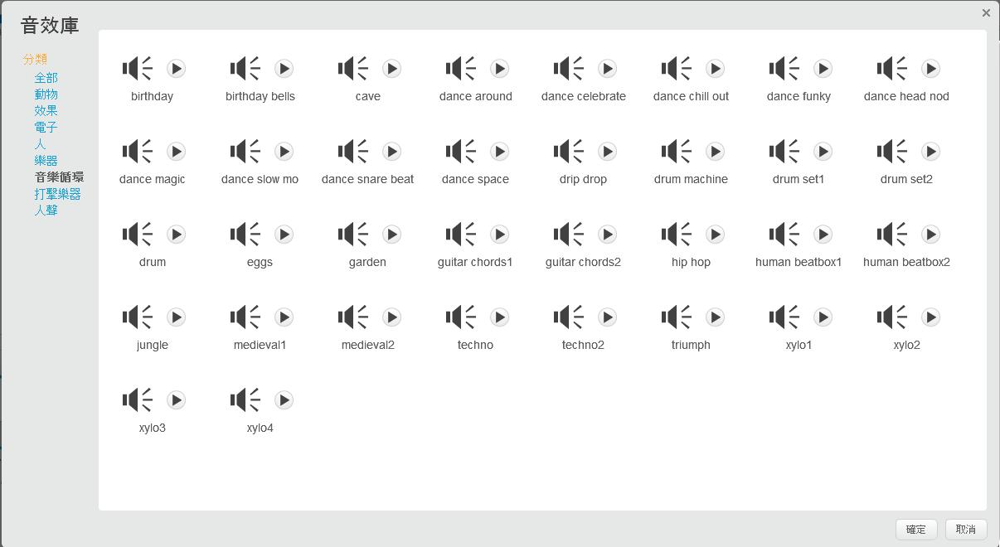 音效庫
分類
全部
動物
效果
電子
人
樂器
音樂循環
打擊樂器
人聲
birthday
birthday bells
cave
dance around
dance celebrate
dance chill out
dance funky
dance head nod
dance magic
dance slow mo
dance snare beat
dance space
drip drop
drum machine
drum set1
drum set2
drum
eggs
garden
guitar chords1
guitar chords2
hip hop
human beatbox1
human beatbox2
jungle
medieval1
medieval2
techno
techno2
triumph
xylo1
xylo2
xylo3
xylo4
確定
取消